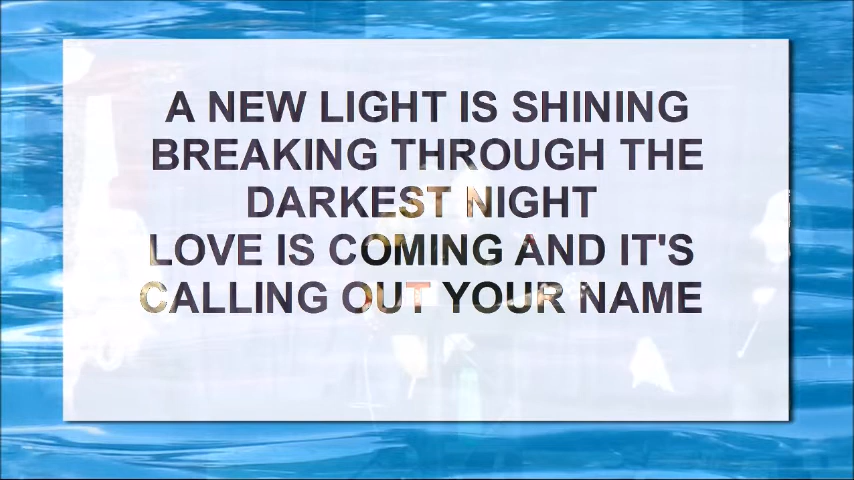 A NEW LIGHT IS SHINING
BREAKING THROUGH THE
DARKEST NIGHT
LOVE IS COMING AND IT'S
CALLING OUT YOUR NAME